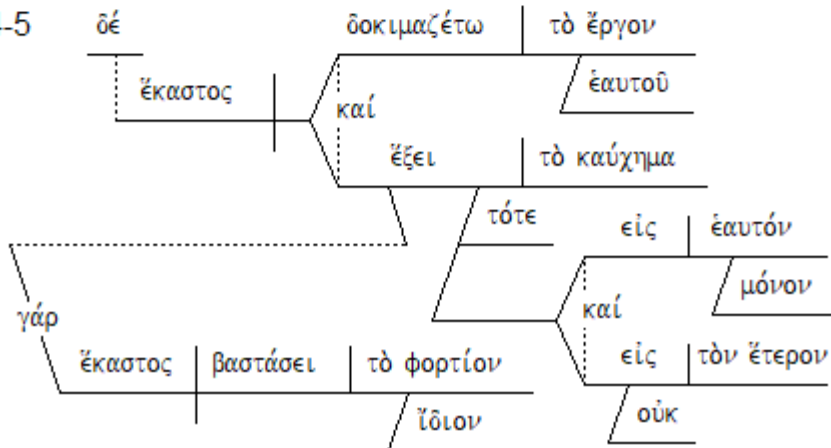 4-5 δέ δοκιμαζέτω τὸ ἔργον
ἕκαστος καί ἑαυτοῦ
ἕξει τὸ καύχημα
τότε εἰς ἑαυτόν
μόνον
γάρ καί
ἕκαστος βαστάσει τὸ φορτίον εἰς τὸν ἕτερον
ἴδιον οὐκ